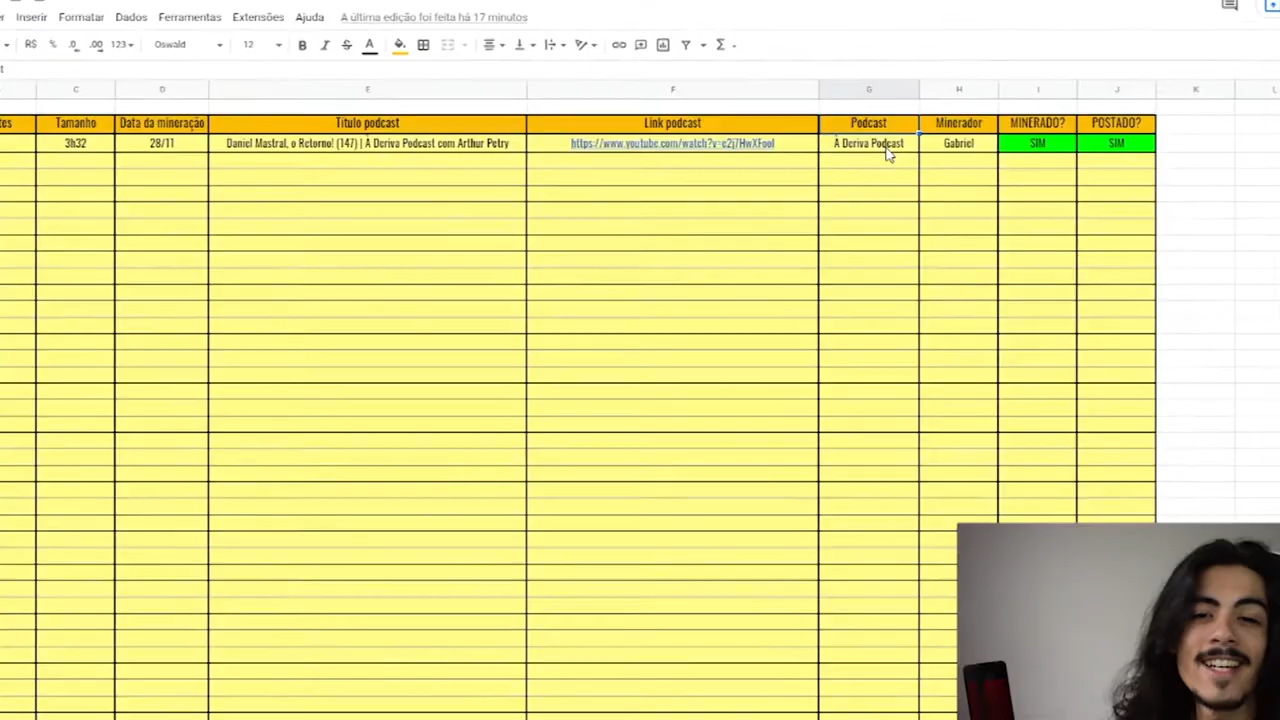 Inserir Formatar Dados Ferramentas Extensões Ajuda A última edição foi feita há 17 minutos
R$ % .0 .00 123 Oswald 12 B I S A
C D E F G H I J K L
Tamanho Data da mineração Título podcast Link podcast Podcast Minerador MINERADO? POSTADO?
3h32 28/11 Daniel Mastral, o Retorno! (147) | À Deriva Podcast com Arthur Petry À Deriva Podcast Gabriel SIM SIM